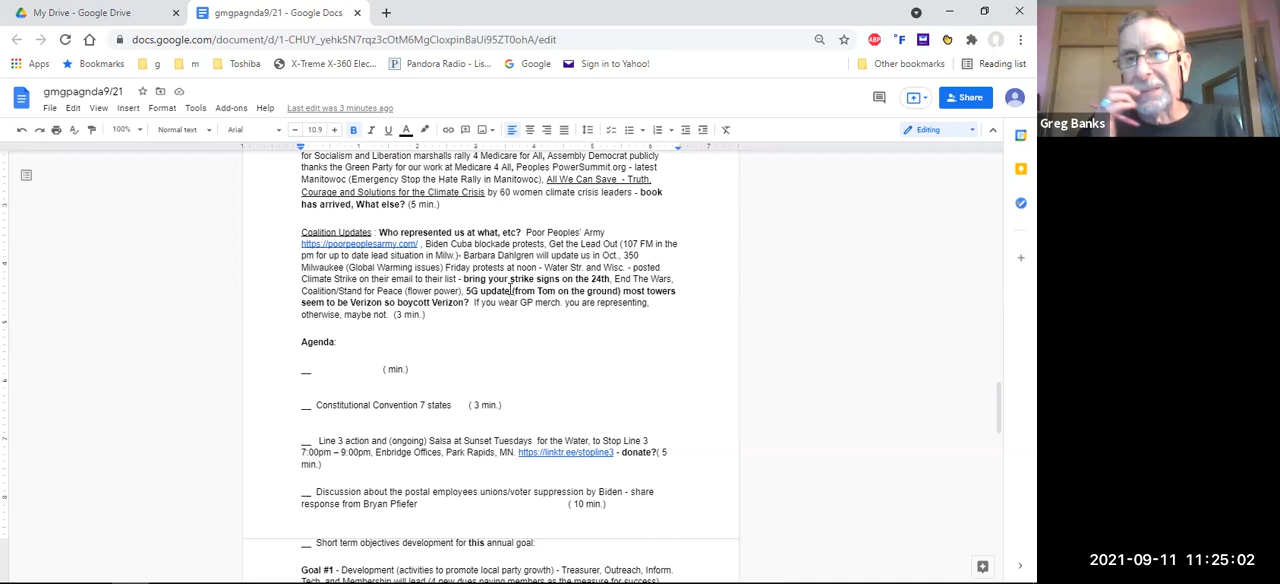 My Drive - Google Drive
gmgpagnda9/21 - Google Docs
docs.google.com/document/d/1-CHUY_yehk5N7rqz3cOtM6MgCloxpinBaUi95ZT0ohA/edit
ABP
°F
Apps
Bookmarks
g
m
Toshiba
X-Treme X-360 Elec...
Pandora Radio - Lis...
Google
Sign in to Yahoo!
Other bookmarks
Reading list
gmgpagnda9/21
File Edit View Insert Format Tools Add-ons Help Last edit was 3 minutes ago
Share
100% Normal text Arial - 10.9 + B I U A
Editing
Greg Banks
for Socialism and Liberation marshalls rally 4 Medicare for All, Assembly Democrat publicly
thanks the Green Party for our work at Medicare 4 All, Peoples PowerSummit.org - latest
Manitowoc (Emergency Stop the Hate Rally in Manitowoc), All We Can Save - Truth,
Courage and Solutions for the Climate Crisis by 60 women climate crisis leaders - book
has arrived, What else? (5 min.)
Coalition Updates : Who represented us at what, etc? Poor Peoples' Army
https://poorpeoplesarmy.com/ , Biden Cuba blockade protests, Get the Lead Out (107 FM in the
pm for up to date lead situation in Milw.)- Barbara Dahlgren will update us in Oct., 350
Milwaukee (Global Warming issues) Friday protests at noon - Water Str. and Wisc. - posted
Climate Strike on their email to their list - bring your strike signs on the 24th, End The Wars,
Coalition/Stand for Peace (flower power), 5G update (from Tom on the ground) most towers
seem to be Verizon so boycott Verizon? If you wear GP merch. you are representing,
otherwise, maybe not. (3 min.)
Agenda:
__ ( min.)
__ Constitutional Convention 7 states ( 3 min.)
__ Line 3 action and (ongoing) Salsa at Sunset Tuesdays for the Water, to Stop Line 3
7:00pm – 9:00pm, Enbridge Offices, Park Rapids, MN. https://linktr.ee/stopline3 - donate?( 5
min.)
__ Discussion about the postal employees unions/voter suppression by Biden - share
response from Bryan Pfiefer ( 10 min.)
__ Short term objectives development for this annual goal:
Goal #1 - Development (activities to promote local party growth) - Treasurer, Outreach, Inform.
Tech, and Membership will lead (4 new dues paying members as the measure for success)
2021-09-11 11:25:02